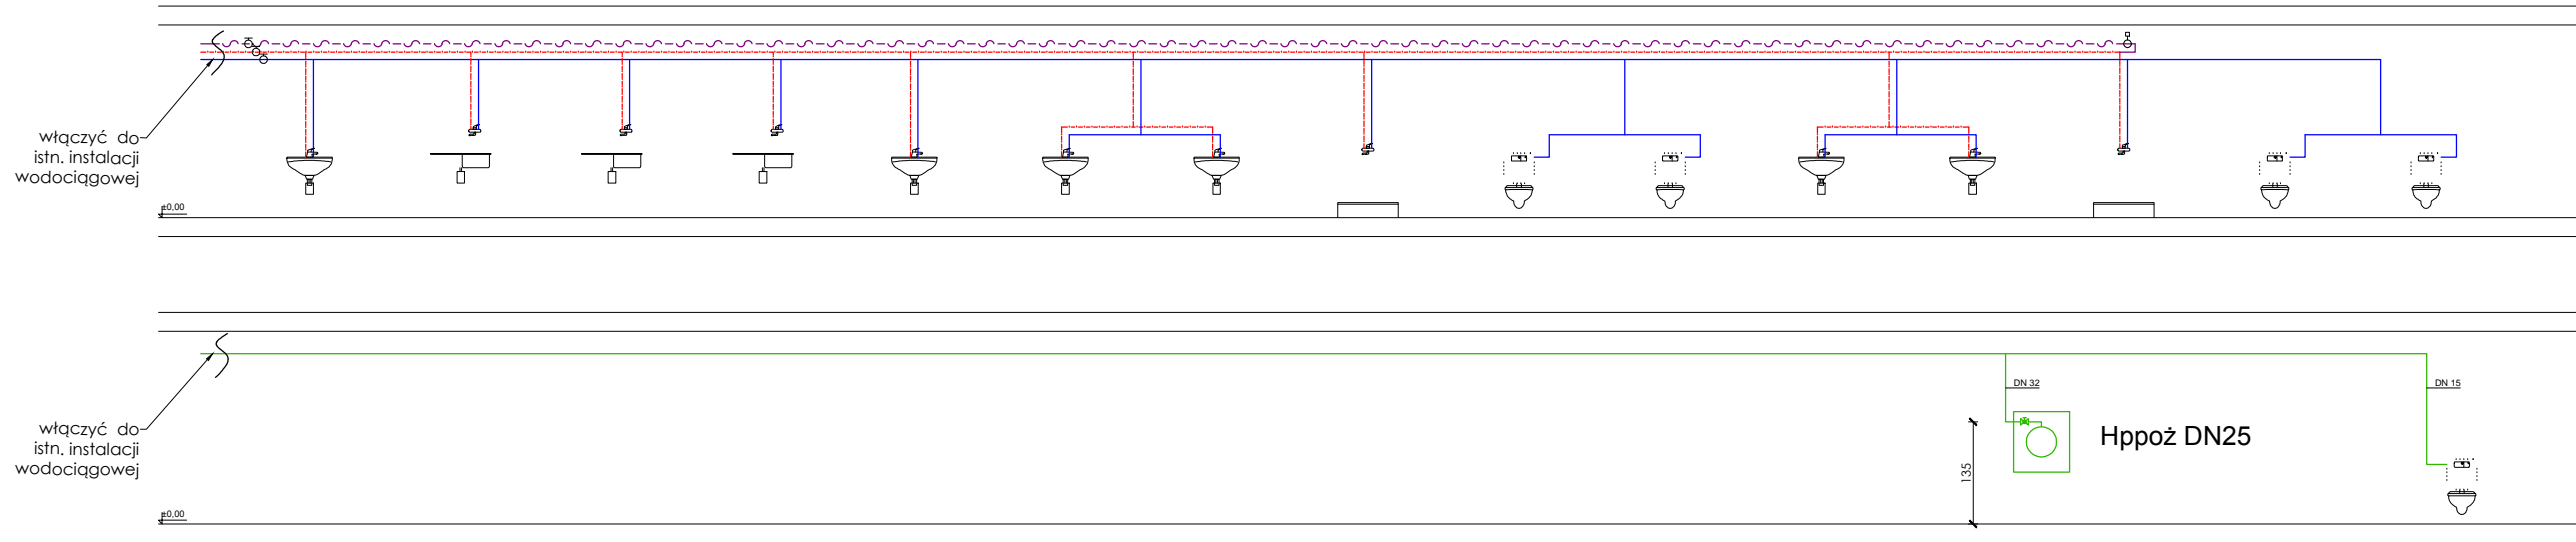 włączyć do
istn. instalacji
wodociągowej
±0,00
DN 32
DN 15
włączyć do
istn. instalacji
wodociągowej
Hppoż DN25
135
±0,00